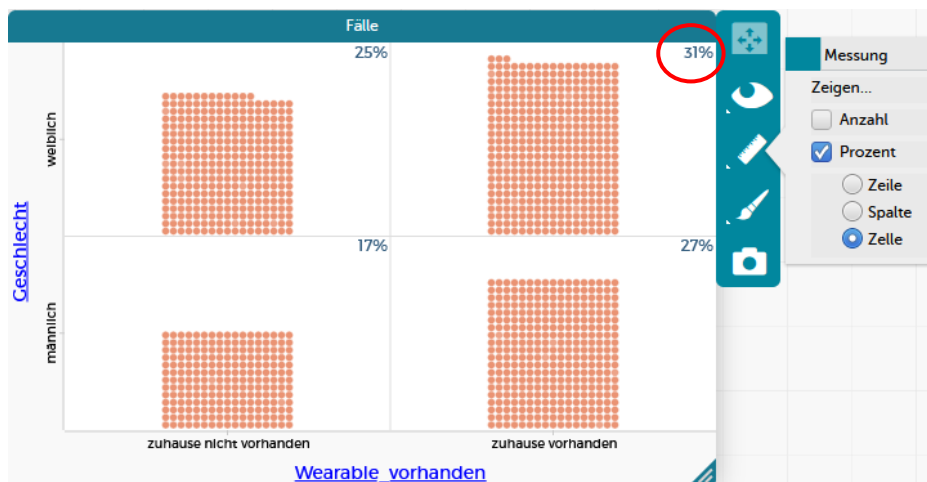 Fälle
25%
31%
weiblich
17%
27%
männlich
Geschlecht
zuhause nicht vorhanden
zuhause vorhanden
Wearable_vorhanden
Messung
Zeigen...
Anzahl
Prozent
Zeile
Spalte
Zelle